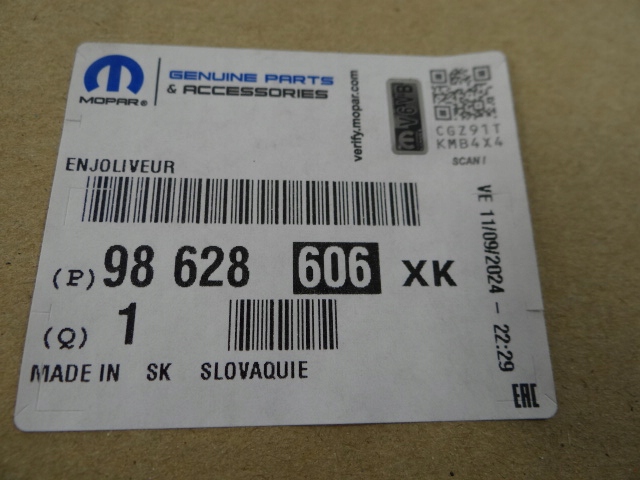 MOPAR®
GENUINE PARTS
& ACCESSORIES
verify.mopar.com
V6VB
CGZ91T
KMB4X4
SCAN!
ENJOLIVEUR
(P) 98 628 606 XK
(Q) 1
MADE IN SK SLOVAQUIE
VE 11/09/2024 - 22:29
EAC